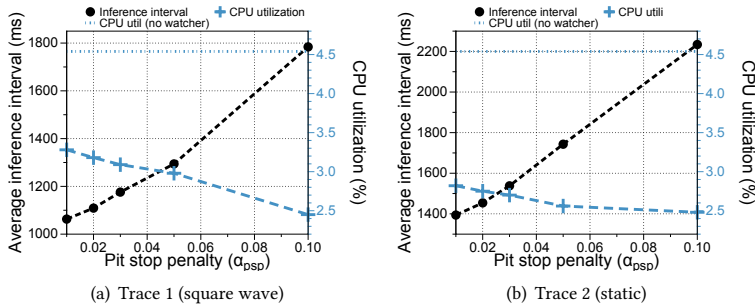 Inference interval CPU utilization
CPU util (no watcher)
Average inference interval (ms)
1800
1600
1400
1300
1200
1100
1000
0.02 0.04 0.06 0.08 0.10
4.5
4.0
3.5
3.0
2.5
CPU utilization (%)
Pit stop penalty (αpsp)
(a) Trace 1 (square wave)
Inference interval CPU utili
CPU util (no watcher)
Average inference interval (ms)
2200
2000
1800
1600
1400
0.02 0.04 0.06 0.08 0.10
4.5
4.0
3.5
3.0
2.5
CPU utilization (%)
Pit stop penalty (αpsp)
(b) Trace 2 (static)